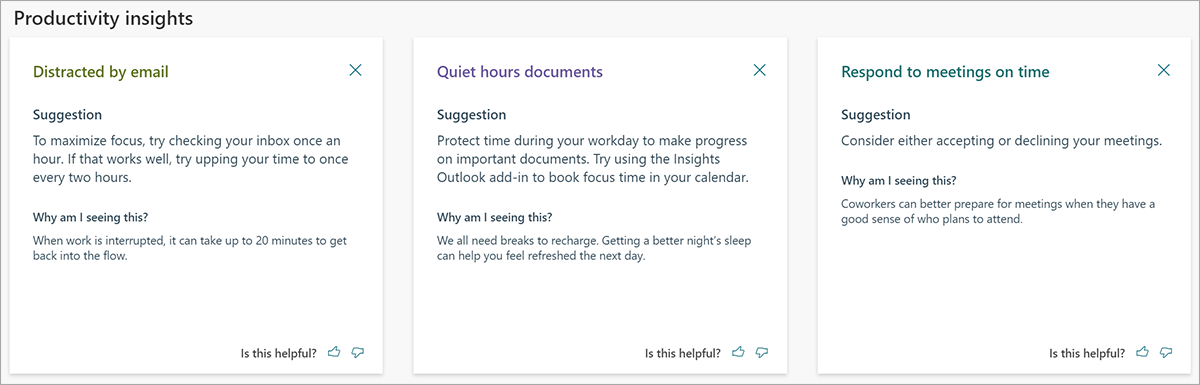 Productivity insights
Distracted by email
Suggestion
To maximize focus, try checking your inbox once an
hour. If that works well, try upping your time to once
every two hours.
Why am I seeing this?
When work is interrupted, it can take up to 20 minutes to get
back into the flow.
Is this helpful?
Quiet hours documents
Suggestion
Protect time during your workday to make progress
on important documents. Try using the Insights
Outlook add-in to book focus time in your calendar.
Why am I seeing this?
We all need breaks to recharge. Getting a better night's sleep
can help you feel refreshed the next day.
Is this helpful?
Respond to meetings on time
Suggestion
Consider either accepting or declining your meetings.
Why am I seeing this?
Coworkers can better prepare for meetings when they have a
good sense of who plans to attend.
Is this helpful?